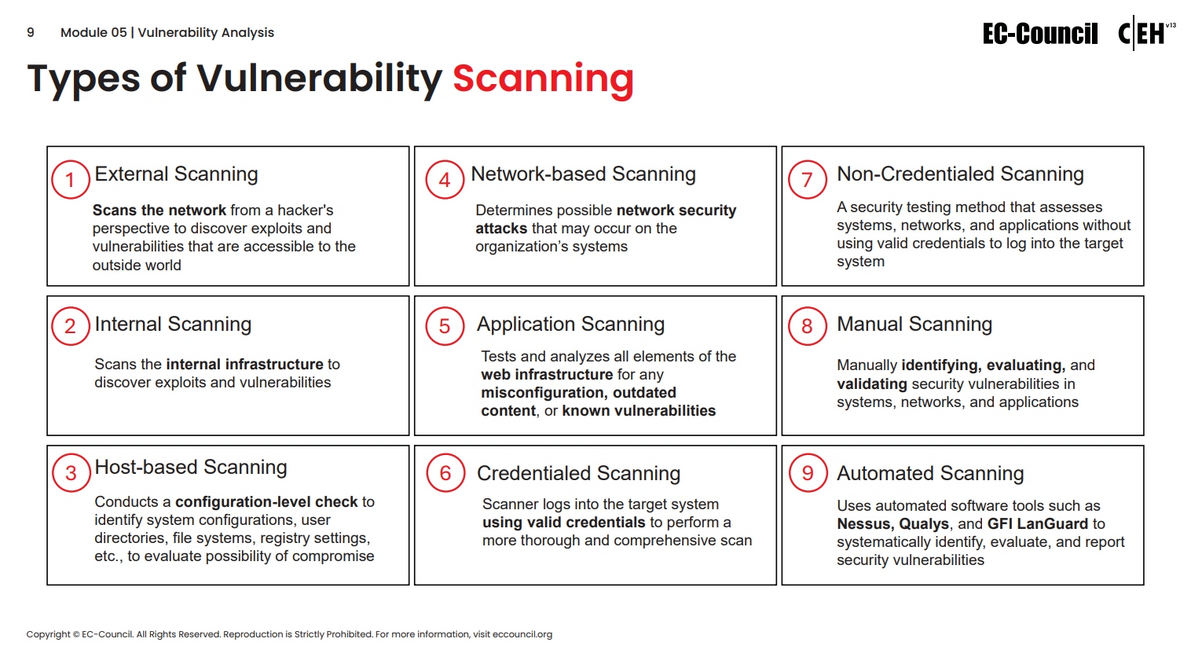 9 Module 05 | Vulnerability Analysis
EC-Council C|EH v13
Types of Vulnerability Scanning
1 External Scanning
Scans the network from a hacker's
perspective to discover exploits and
vulnerabilities that are accessible to the
outside world
2 Internal Scanning
Scans the internal infrastructure to
discover exploits and vulnerabilities
3 Host-based Scanning
Conducts a configuration-level check to
identify system configurations, user
directories, file systems, registry settings,
etc., to evaluate possibility of compromise
4 Network-based Scanning
Determines possible network security
attacks that may occur on the
organization’s systems
5 Application Scanning
Tests and analyzes all elements of the
web infrastructure for any
misconfiguration, outdated
content, or known vulnerabilities
6 Credentialed Scanning
Scanner logs into the target system
using valid credentials to perform a
more thorough and comprehensive scan
7 Non-Credentialed Scanning
A security testing method that assesses
systems, networks, and applications without
using valid credentials to log into the target
system
8 Manual Scanning
Manually identifying, evaluating, and
validating security vulnerabilities in
systems, networks, and applications
9 Automated Scanning
Uses automated software tools such as
Nessus, Qualys, and GFI LanGuard to
systematically identify, evaluate, and report
security vulnerabilities
Copyright © EC-Council. All Rights Reserved. Reproduction is Strictly Prohibited. For more information, visit eccouncil.org